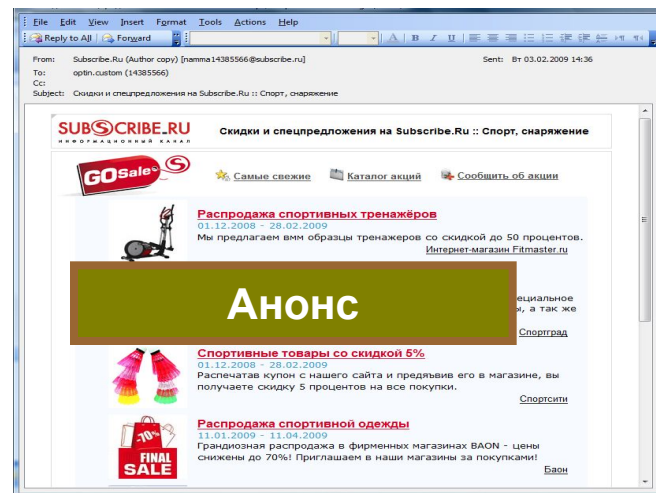 File Edit View Insert Format Tools Actions Help
Reply to All Forward A B I U
From: Subscribe.Ru (Author copy) [namma14385566@subscribe.ru] Sent: Вт 03.02.2009 14:36
To: optin.custom (14385566)
Cc:
Subject: Скидки и спецпредложения на Subscribe.Ru :: Спорт, снаряжение
SUBSCRIBE.RU Скидки и спецпредложения на Subscribe.Ru :: Спорт, снаряжение
ИНФОРМАЦИОННЫЙ КАНАЛ
GOSale S Самые свежие Каталог акций Сообщить об акции
Распродажа спортивных тренажёров
01.12.2008 - 28.02.2009
Мы предлагаем вмм образцы тренажеров со скидкой до 50 процентов.
Интернет-магазин Fitmaster.ru
Анонс
а так же
Спортград
Спортивные товары со скидкой 5%
01.12.2008 - 28.02.2009
Распечатав купон с нашего сайта и предяьвив его в магазине, вы
получаете скидку 5 процентов на все покупки.
Спортсити
Распродажа спортивной одежды
11.01.2009 - 11.04.2009
Грандиозная распродажа в фирменных магазинах BAON - цены
снижены до 70%! Приглашаем в наши магазины за покупками!
Баон
-70%
FINAL
SALE